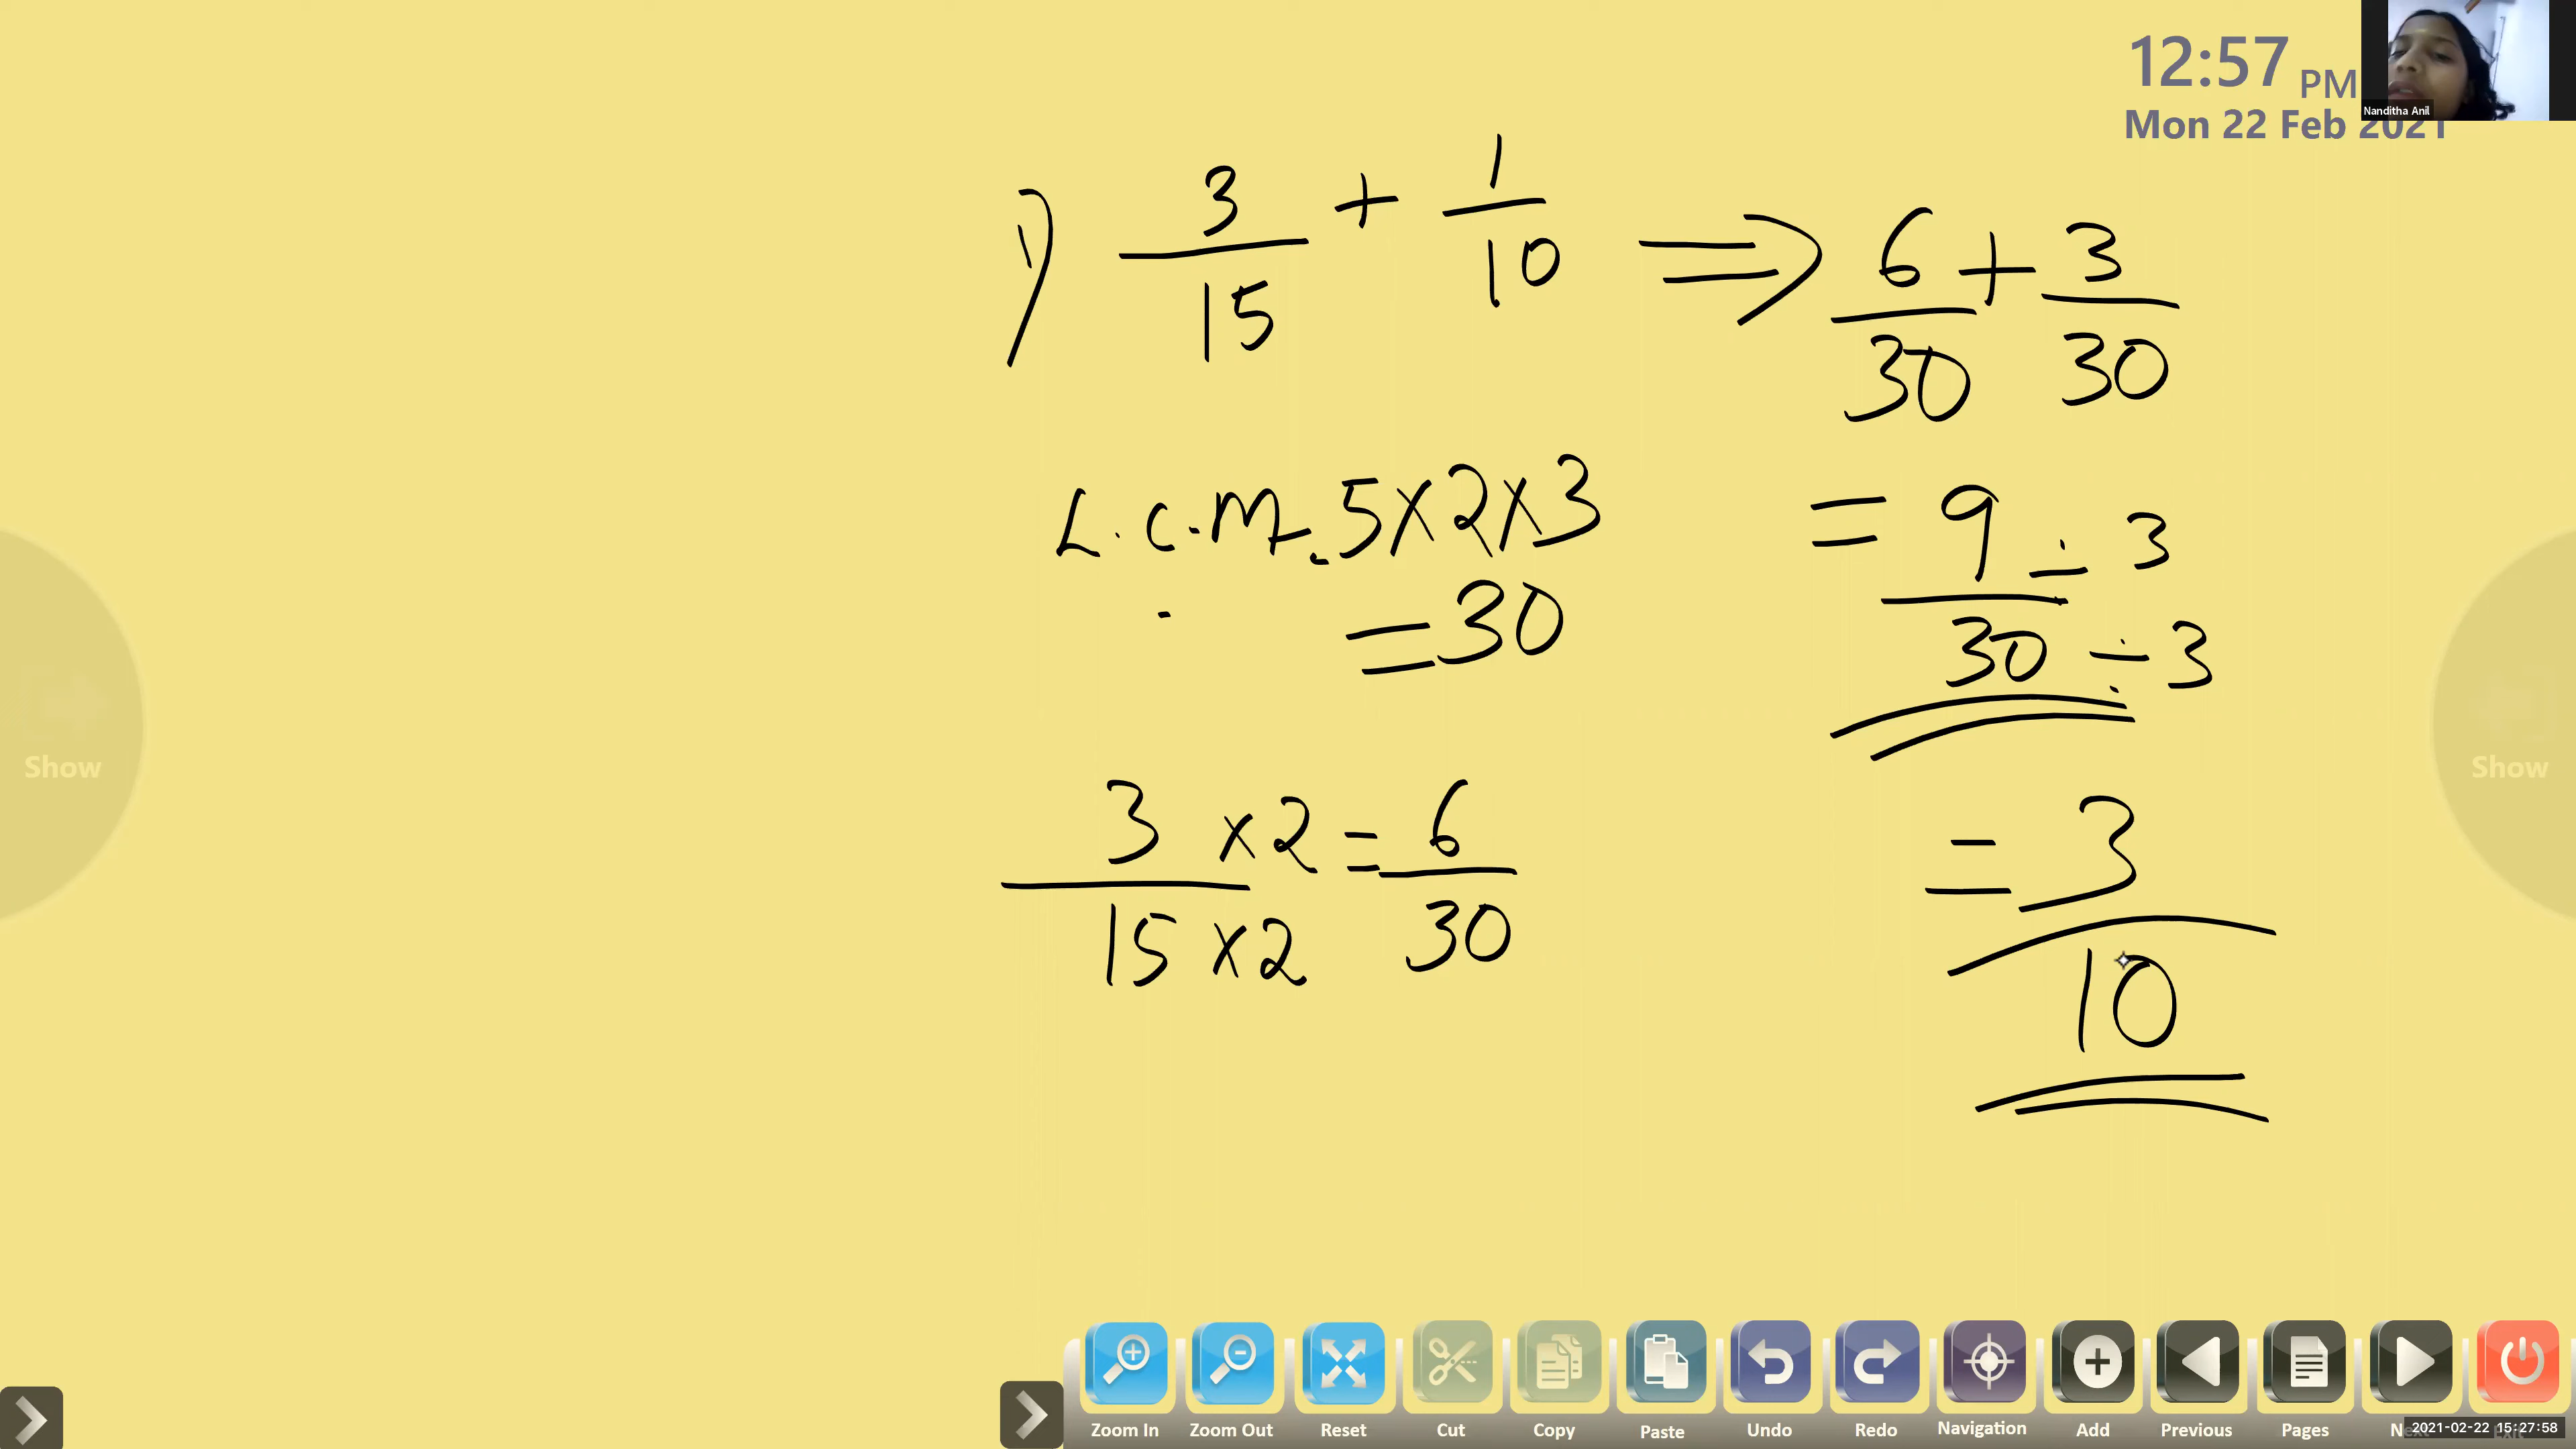 12:57 PM
Mon 22 Feb 2021
Nanditha Anil
1) 3/15 + 1/10 ⇒ 6/30 + 3/30
L.C.M. 5×2×3
= 30
= 9÷3/30÷3
3×2/15×2 = 6/30
= 3/10
Show
Show
Zoom In Zoom Out Reset Cut Copy Paste Undo Redo Navigation Add Previous Pages
2021-02-22 15:27:58